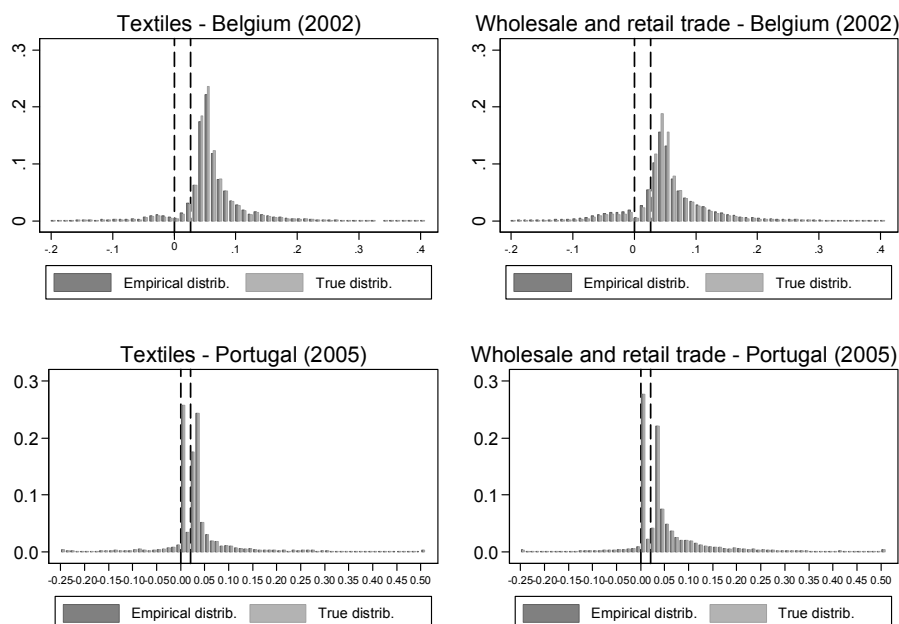 Textiles - Belgium (2002)
.3
.2
.1
0
-.2 -.1 0 .1 .2 .3 .4
Empirical distrib. True distrib.
Wholesale and retail trade - Belgium (2002)
.3
.2
.1
0
-.2 -.1 0 .1 .2 .3 .4
Empirical distrib. True distrib.
Textiles - Portugal (2005)
0.3
0.2
0.1
0.0
-0.25-0.20-0.15-0.10-0.050.00 0.05 0.10 0.15 0.20 0.25 0.30 0.35 0.40 0.45 0.50
Empirical distrib. True distrib.
Wholesale and retail trade - Portugal (2005)
0.3
0.2
0.1
0.0
-0.25-0.20-0.15-0.10-0.050.00 0.05 0.10 0.15 0.20 0.25 0.30 0.35 0.40 0.45 0.50
Empirical distrib. True distrib.